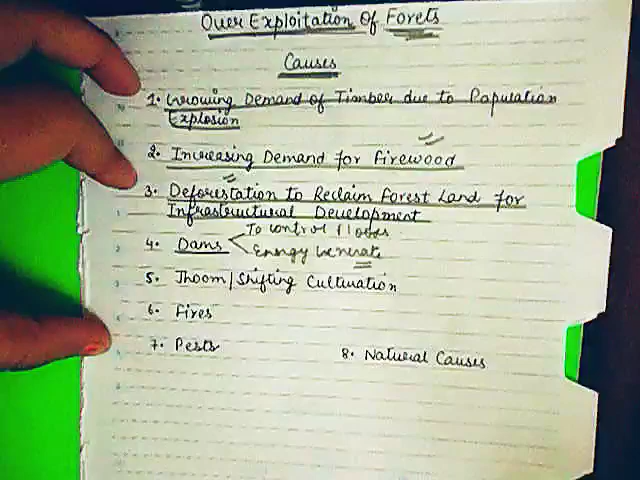 Over Exploitation Of Forets
Causes
1. Growing Demand of Timber due to Population
Explosion
2. Increasing Demand for Firewood
3. Deforestation to Reclaim Forest Land for
Infrastructural Development
To control floods
4. Dams
Energy Generate
5. Jhoom/Shifting Cultivation
6. Fires
7. Pests
8. Natural Causes